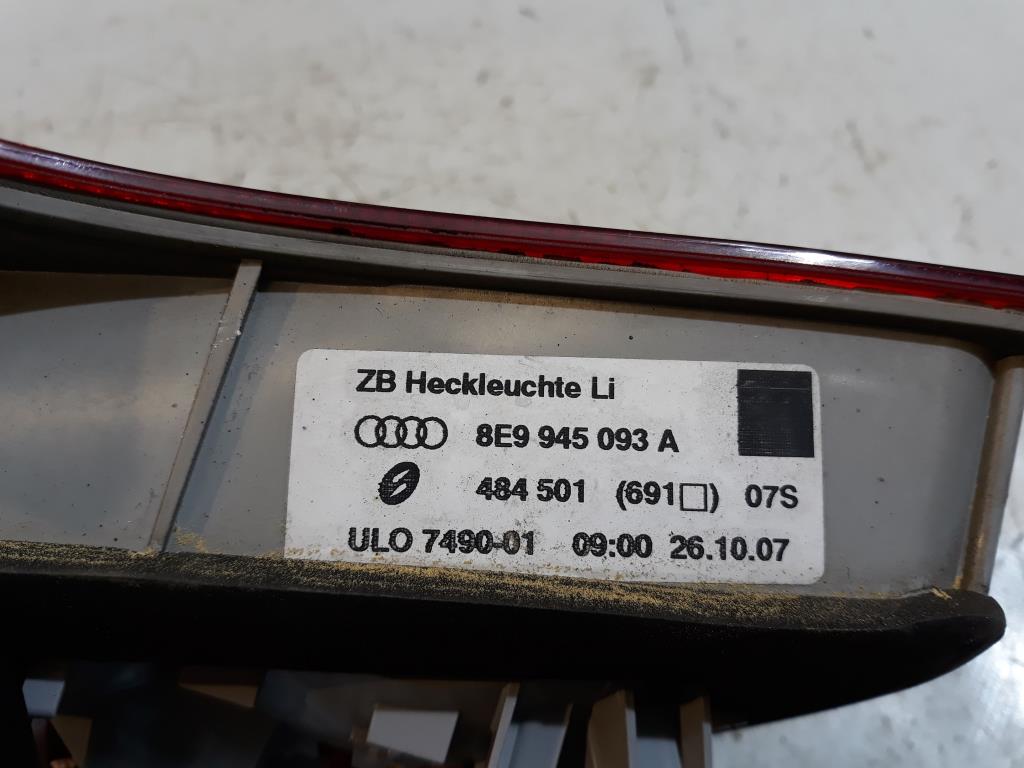 ZB Heckleuchte Li
8E9 945 093 A
484 501 (691□) 07S
ULO 7490-01 09:00 26.10.07